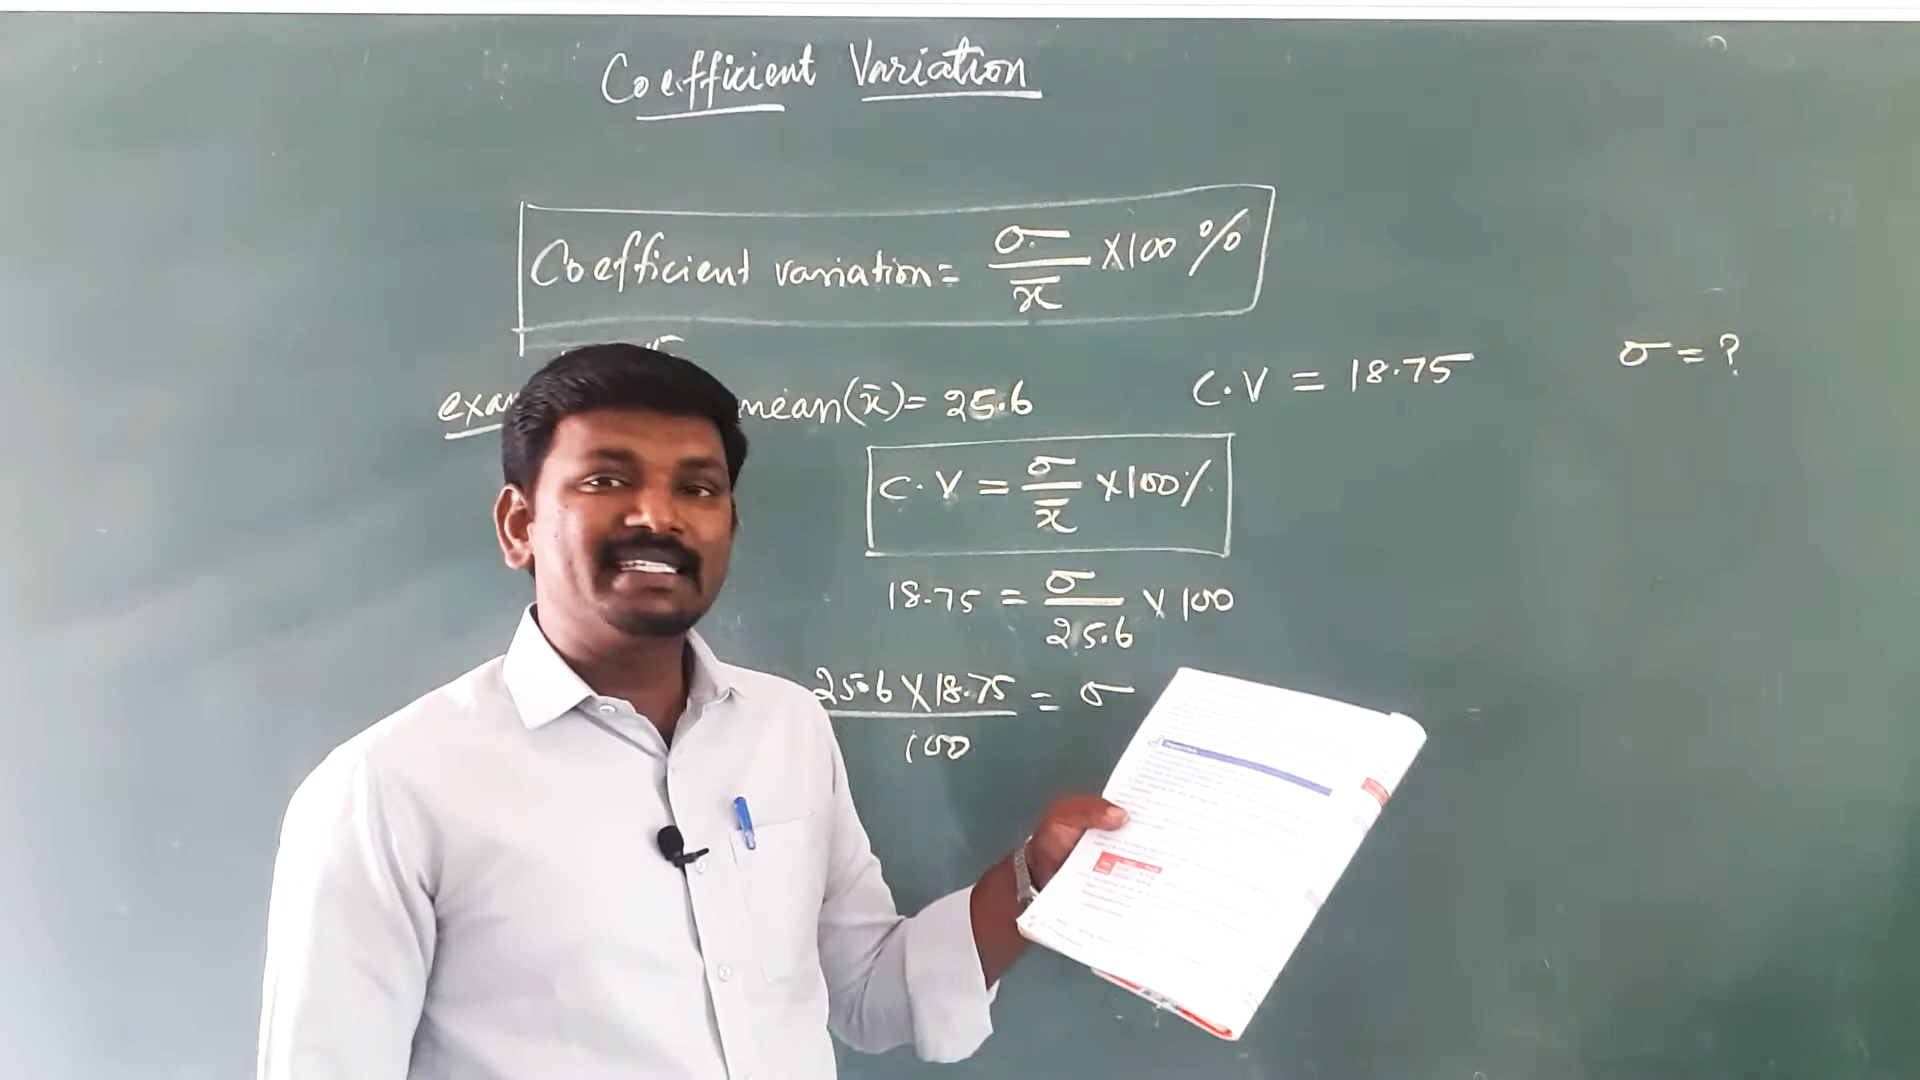 Coefficient Variation
Coefficient variation = σ/x̄ ×100 %
mean(x̄)= 25.6 C.V = 18.75 σ = ?
C.V = σ/x̄ ×100%
18.75 = σ/25.6 ×100
25.6×18.75/100 = σ